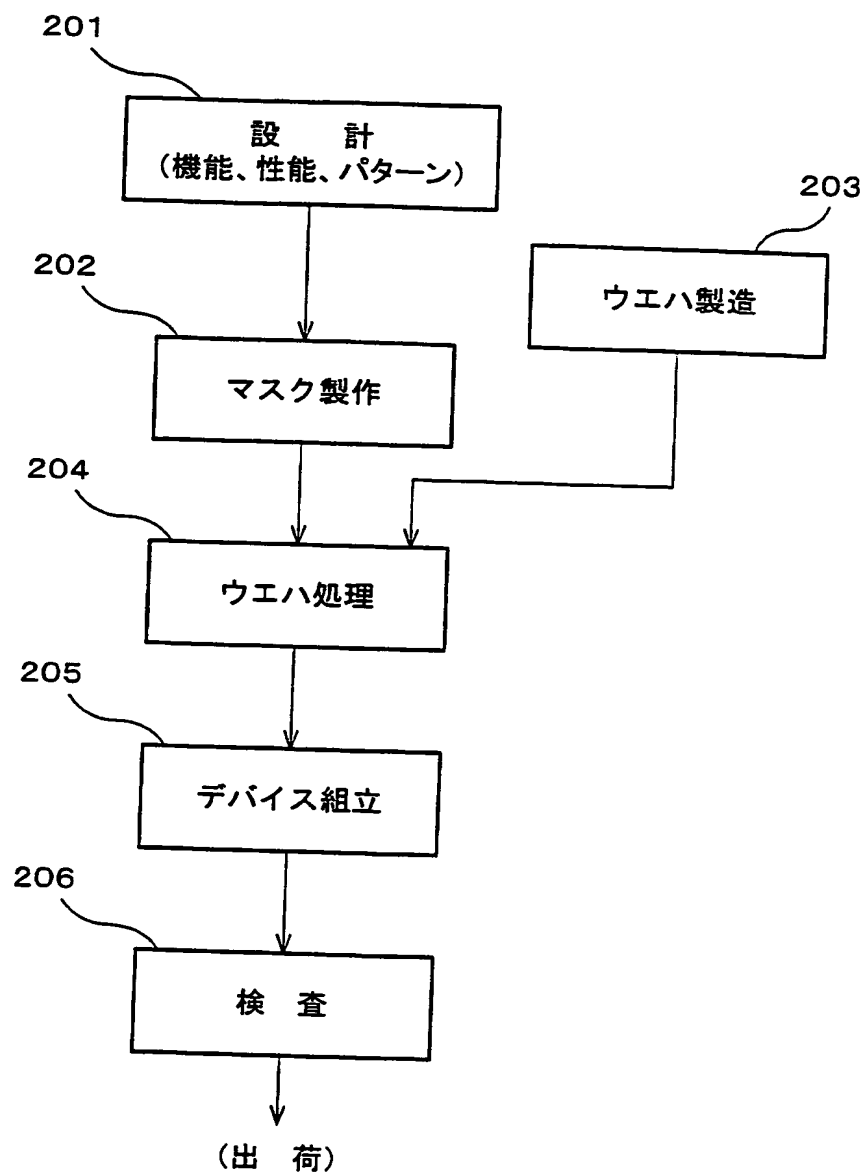 201
設 計
(機能、性能、パターン)
203
ウエハ製造
202
マスク製作
204
ウエハ処理
205
デバイス組立
206
検 査
(出 荷)